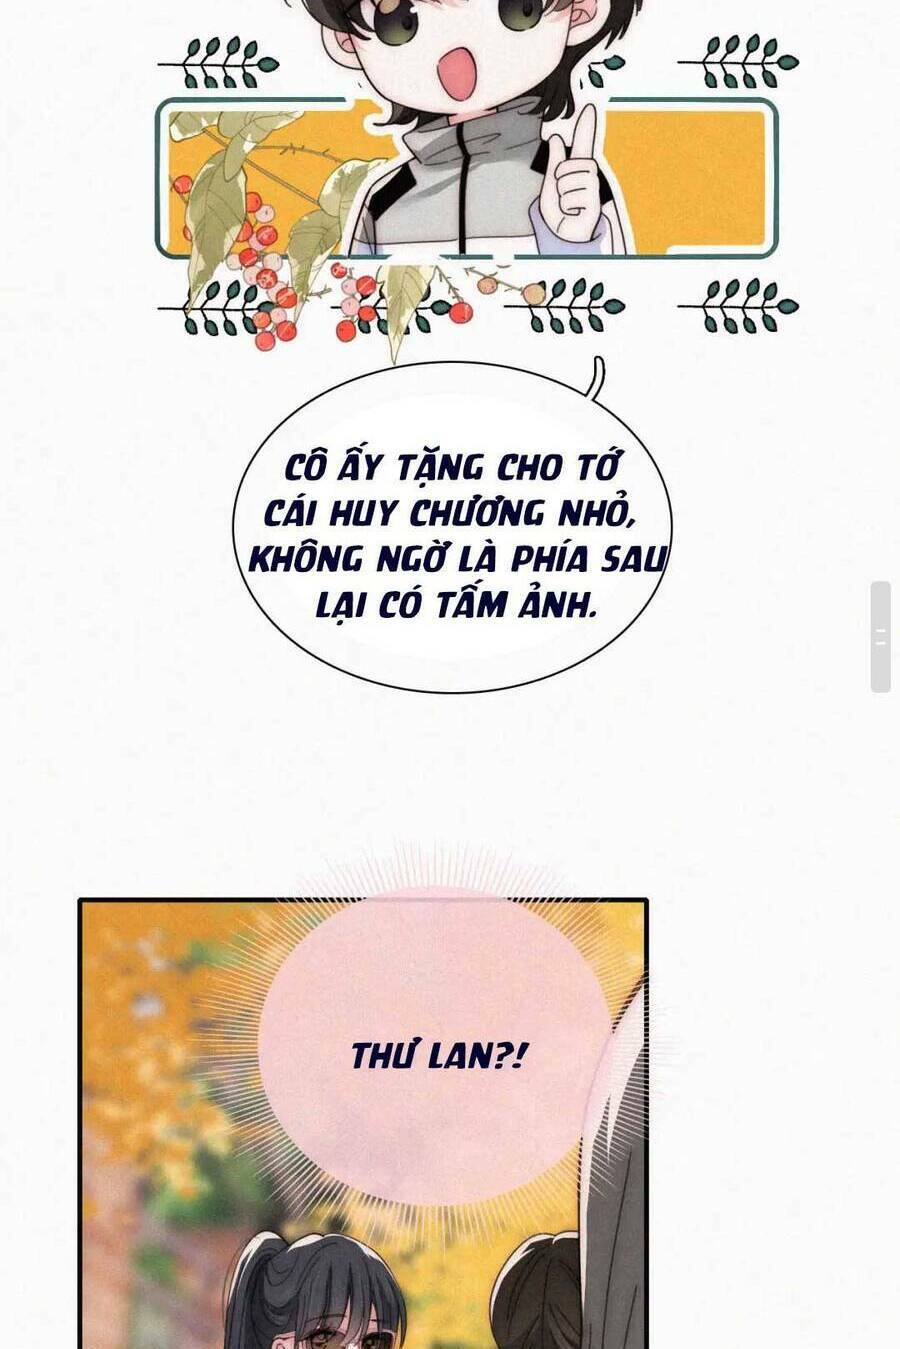 CÔ ẤY TẶNG CHO TỚ
CÁI HUY CHƯƠNG NHỎ,
KHÔNG NGỜ LÀ PHÍA SAU
LẠI CÓ TẤM ẢNH.
THƯ LAN?!